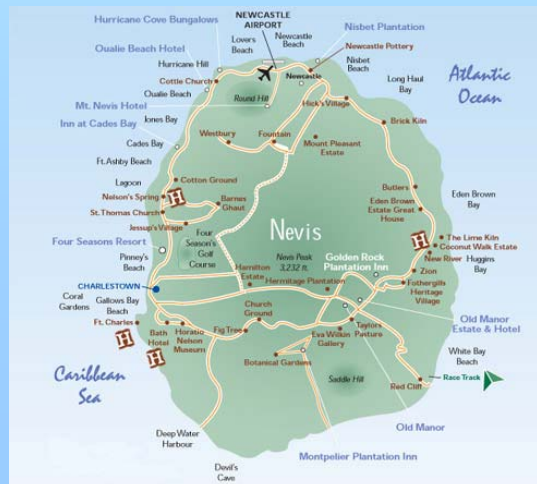 Hurricane Cove Bungalows
NEWCASTLE
AIRPORT
Nisbet Plantation
Lovers
Beach
Newcastle
Beach
Newcastle Pottery
Oualie Beach Hotel
Hurricane Hill
Cottle Church
Newcastle
Nisbet
Beach
Atlantic
Ocean
Oualie Beach
Round Hill
Hick's Village
Long Haul
Bay
Mt. Nevis Hotel
Jones Bay
Brick Kiln
Inn at Cades Bay
Westbury
Fountain
Mount Pleasant
Estate
Cades Bay
Ft. Ashby Beach
Lagoon
Cotton Ground
Butlers
Nelson's Spring
H
Barnes
Ghaut
Eden Brown
Estate Great
House
Eden Brown
Bay
St. Thomas Church
Jessup's Village
Nevis
Four
Season's
Golf
Course
Four Seasons Resort
H
The Lime Kiln
Coconut Walk Estate
New River
Huggins
Bay
Pinney's
Beach
Nevis Peak
3,232 ft.
Golden Rock
Plantation Inn
Zion
Hamilton
Estate
Hermitage Plantation
Fothergills
Heritage
Village
CHARLESTOWN
Coral
Gardens
Gallows Bay
Beach
Church
Ground
Old Manor
Estate & Hotel
Ft. Charles
H
Bath
Hotel
Horatio
Nelson
Museum
Fig Tree
Eva Wilkin
Gallery
Taylors
Pasture
H
Botanical Gardens
White Bay
Beach
Caribbean
Sea
Saddle Hill
Red Cliff
Race Track
Deep Water
Harbour
Old Manor
Montpelier Plantation Inn
Devil's
Cave